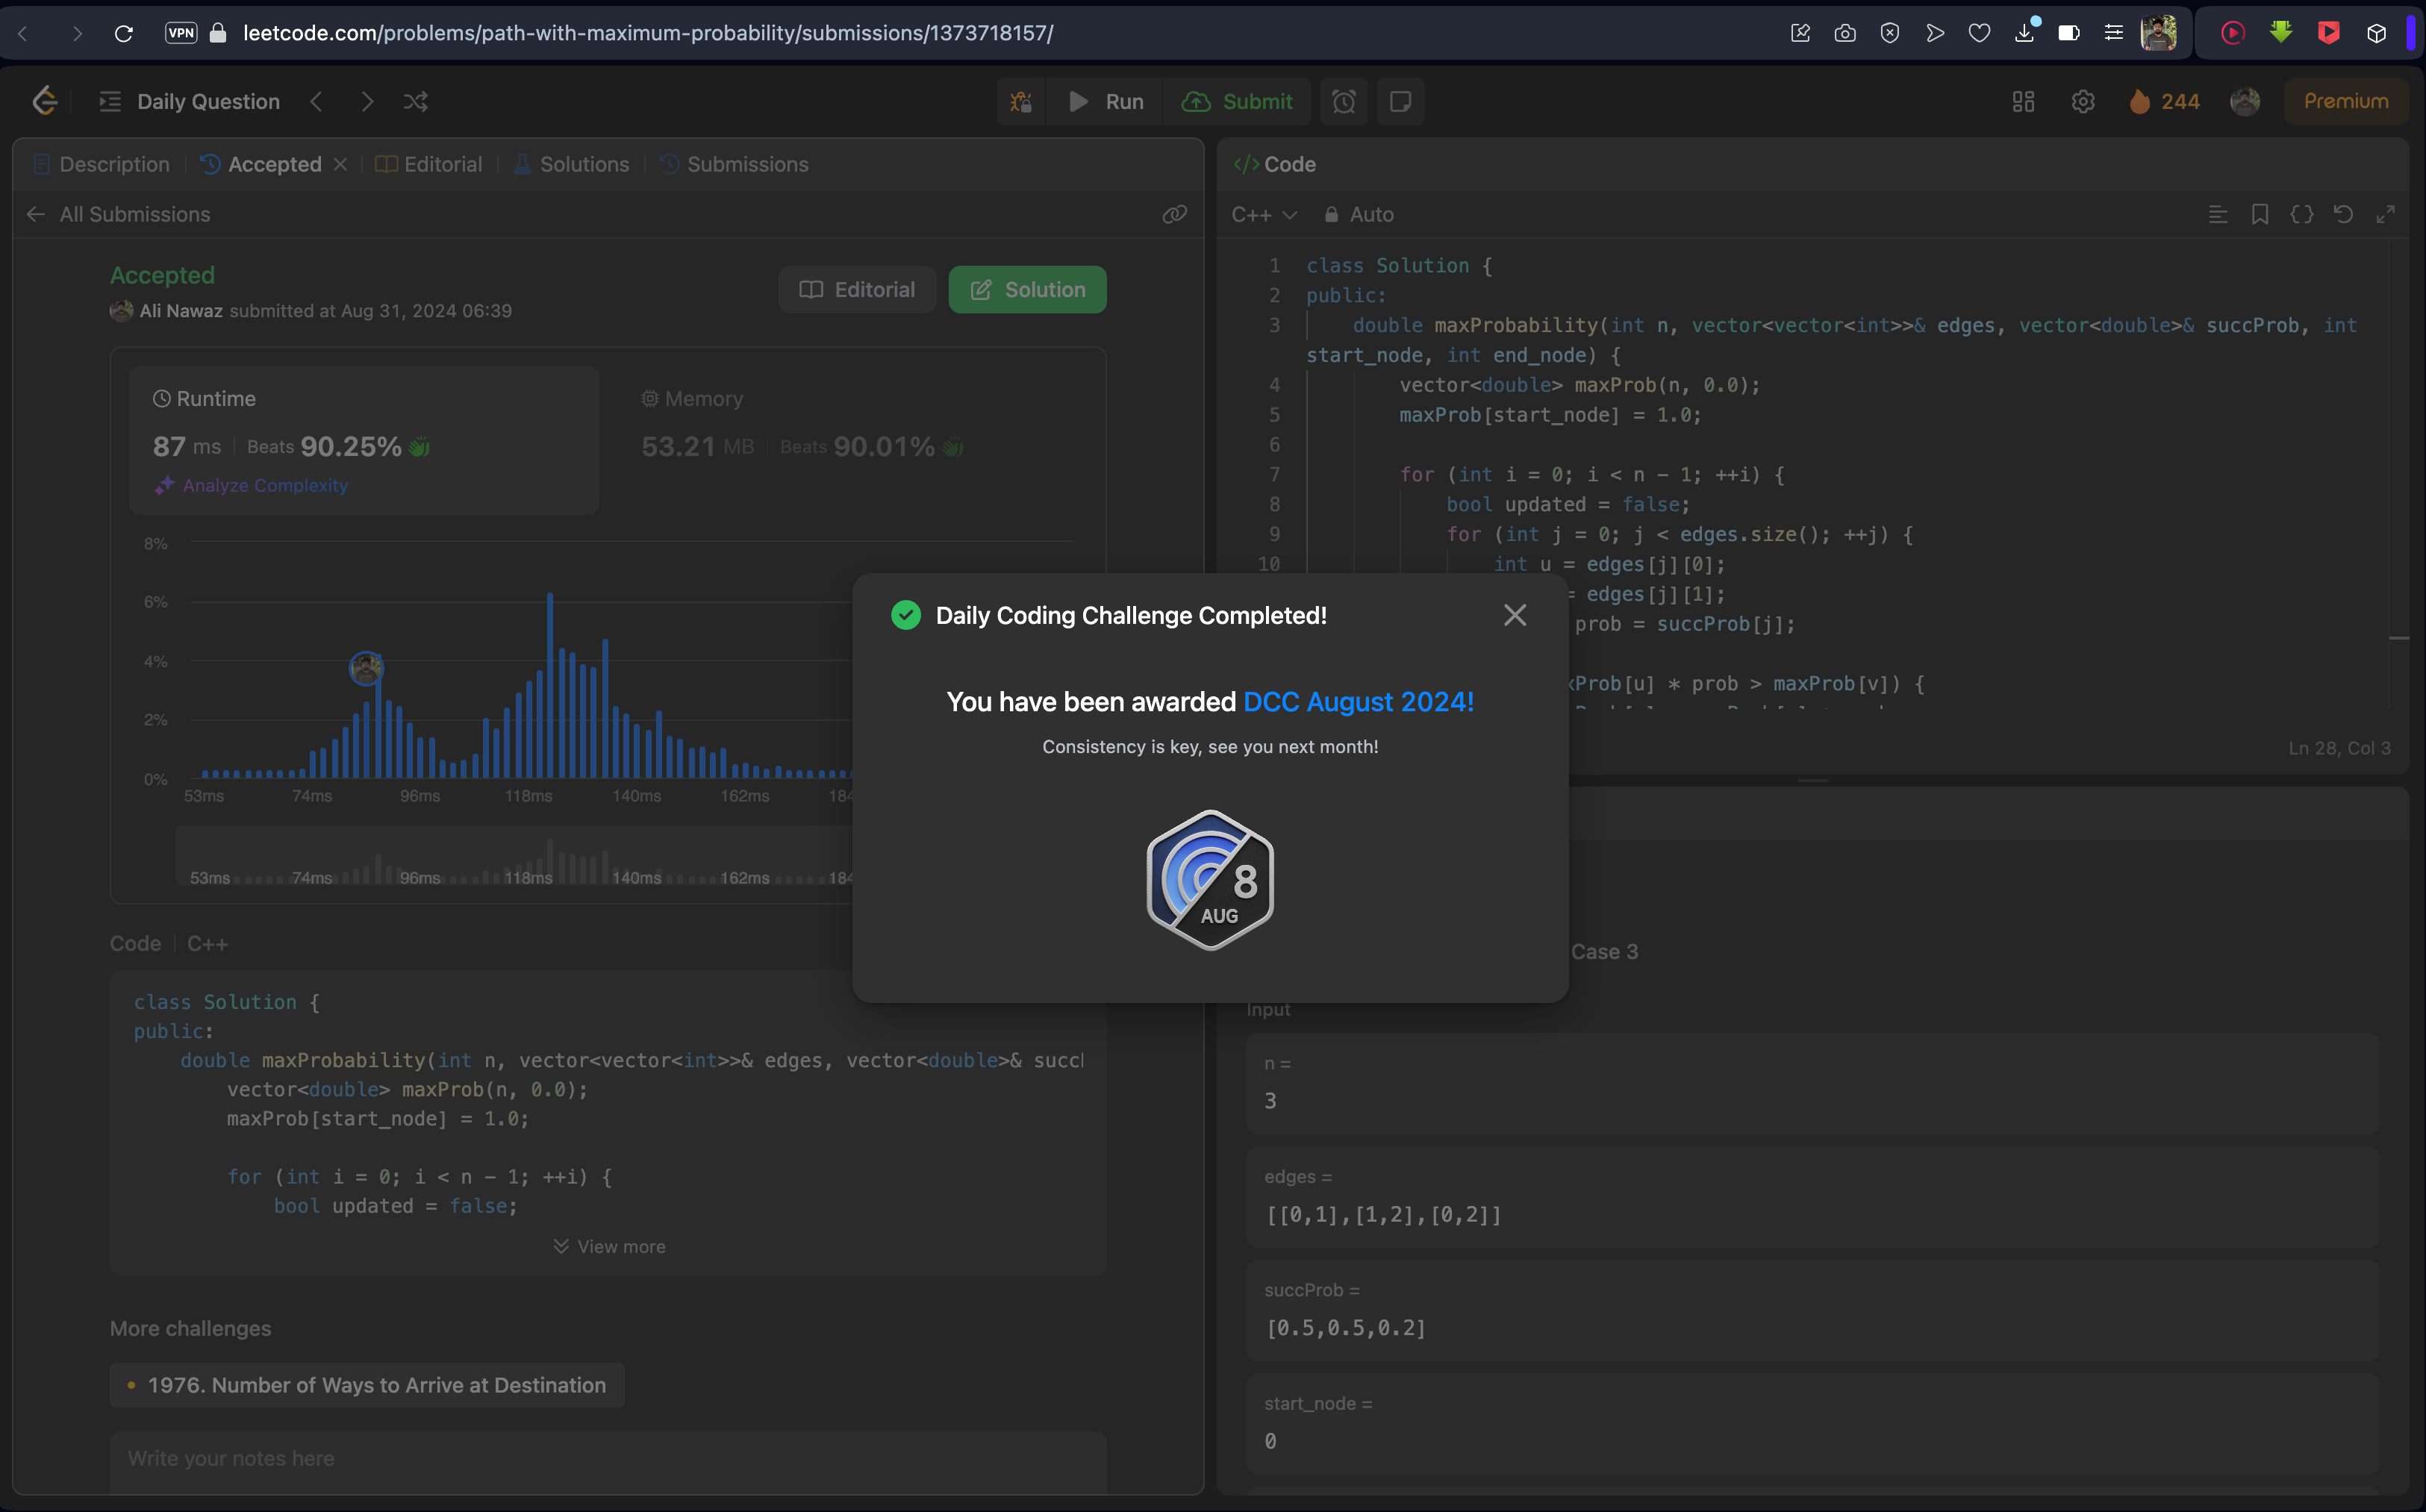 VPN
leetcode.com/problems/path-with-maximum-probability/submissions/1373718157/
Daily Question
Run
Submit
244
Premium
Description
Accepted
Editorial
Solutions
Submissions
All Submissions
Accepted
Ali Nawaz submitted at Aug 31, 2024 06:39
Editorial
Solution
Runtime
87 ms
Beats 90.25%
Analyze Complexity
Memory
53.21 MB
Beats 90.01%
8%
6%
4%
2%
0%
53ms 74ms 96ms 118ms 140ms 162ms 184
53ms 74ms 96ms 118ms 140ms 162ms 184
Code
C++
class Solution {
public:
double maxProbability(int n, vector<vector<int>>& edges, vector<double>& succ
vector<double> maxProb(n, 0.0);
maxProb[start_node] = 1.0;
for (int i = 0; i < n - 1; ++i) {
bool updated = false;
View more
More challenges
1976. Number of Ways to Arrive at Destination
Write your notes here
Daily Coding Challenge Completed!
You have been awarded DCC August 2024!
Consistency is key, see you next month!
8
AUG
</> Code
C++
Auto
1 class Solution {
2 public:
3 double maxProbability(int n, vector<vector<int>>& edges, vector<double>& succProb, int
start_node, int end_node) {
4 vector<double> maxProb(n, 0.0);
5 maxProb[start_node] = 1.0;
6
7 for (int i = 0; i < n - 1; ++i) {
8 bool updated = false;
9 for (int j = 0; j < edges.size(); ++j) {
10 int u = edges[j][0];
= edges[j][1];
prob = succProb[j];
xProb[u] * prob > maxProb[v]) {
Ln 28, Col 3
Case 3
Input
n =
3
edges =
[[0,1],[1,2],[0,2]]
succProb =
[0.5,0.5,0.2]
start_node =
0